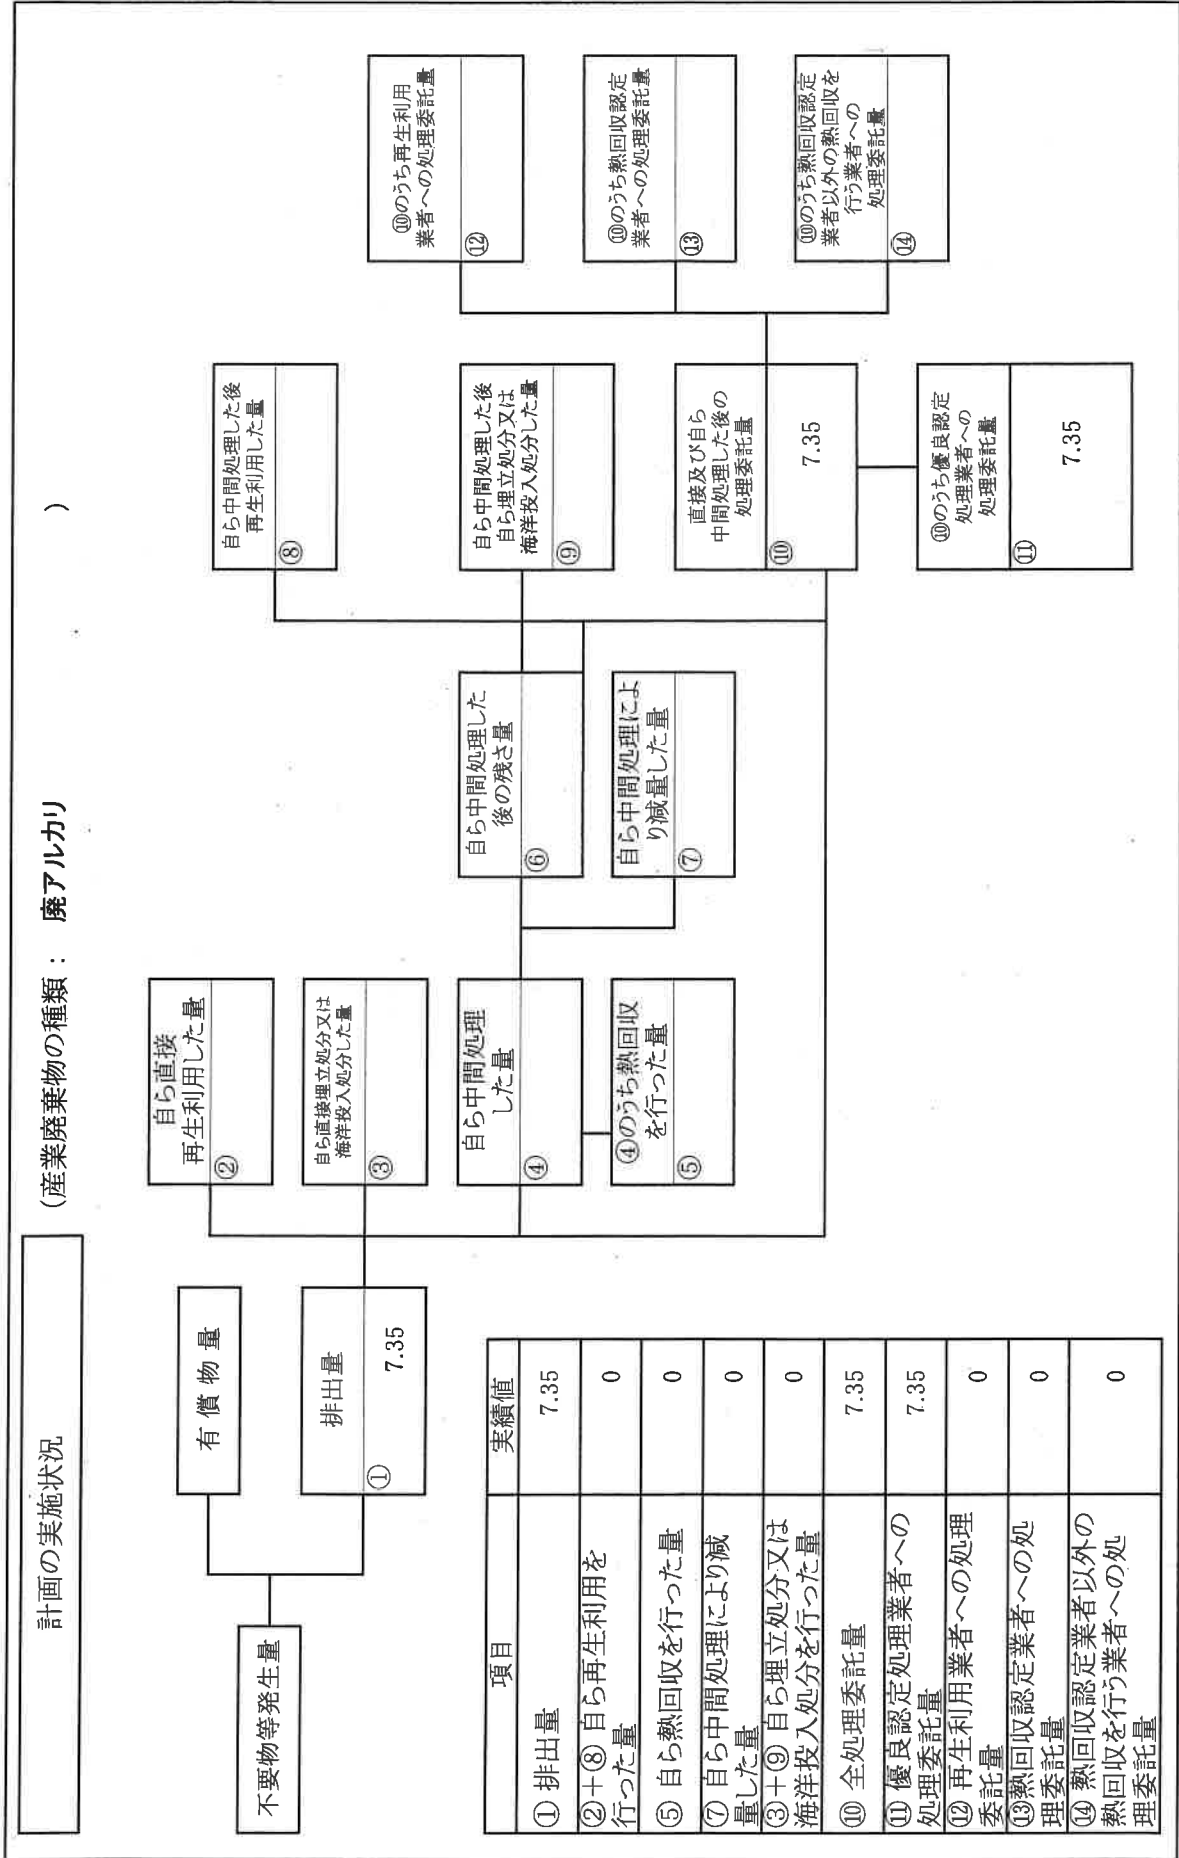 計画の実施状況
(産業廃棄物の種類： 廃アルカリ )
不要物等発生量
有 償 物 量
排出量
①
7.35
自ら直接
再生利用した量
②
自ら直接埋立処分又は
海洋投入処分した量
③
自ら中間処理
した量
④
④のうち熱回収
を行った量
⑤
自ら中間処理した
後の残さ量
⑥
自ら中間処理によ
り減量した量
⑦
自ら中間処理した後
再生利用した量
⑧
自ら中間処理した後
自ら埋立処分又は
海洋投入処分した量
⑨
直接及び自ら
中間処理した後の
処理委託量
⑩
7.35
⑩のうち優良認定
処理業者への
処理委託量
⑪
7.35
⑩のうち再生利用
業者への処理委託量
⑫
⑩のうち熱回収認定
業者への処理委託量
⑬
⑩のうち熱回収認定
業者以外の熱回収を
行う業者への
処理委託量
⑭
項目 実績値
① 排出量 7.35
②＋⑧ 自ら再生利用を
行った量 0
⑤ 自ら熱回収を行った量 0
⑦ 自ら中間処理により減
量した量 0
③＋⑨ 自ら埋立処分又は
海洋投入処分を行った量 0
⑩ 全処理委託量 7.35
⑪ 優良認定処理業者への
処理委託量 7.35
⑫ 再生利用業者への処理
委託量 0
⑬熱回収認定業者への処
理委託量 0
⑭ 熱回収認定業者以外の
熱回収を行う業者への処
理委託量 0